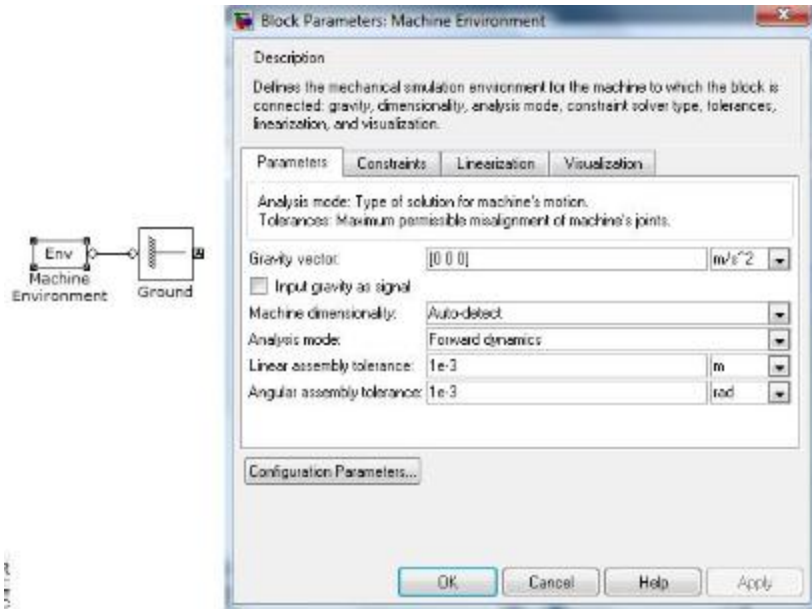 Block Parameters: Machine Environment
Description
Defines the mechanical simulation environment for the machine to which the block is
connected: gravity, dimensionality, analysis mode, constraint solver type, tolerances,
linearization, and visualization.
Parameters Constraints Linearization Visualization
Analysis mode: Type of solution for machine's motion.
Tolerances: Maximum permissible misalignment of machine's joints.
Gravity vector: [0 0 0] m/s^2
Input gravity as signal
Machine dimensionality: Auto-detect
Analysis mode: Forward dynamics
Linear assembly tolerance: 1e-3 m
Angular assembly tolerance: 1e-3 rad
Configuration Parameters...
OK Cancel Help Apply
Env
Machine
Environment
Ground